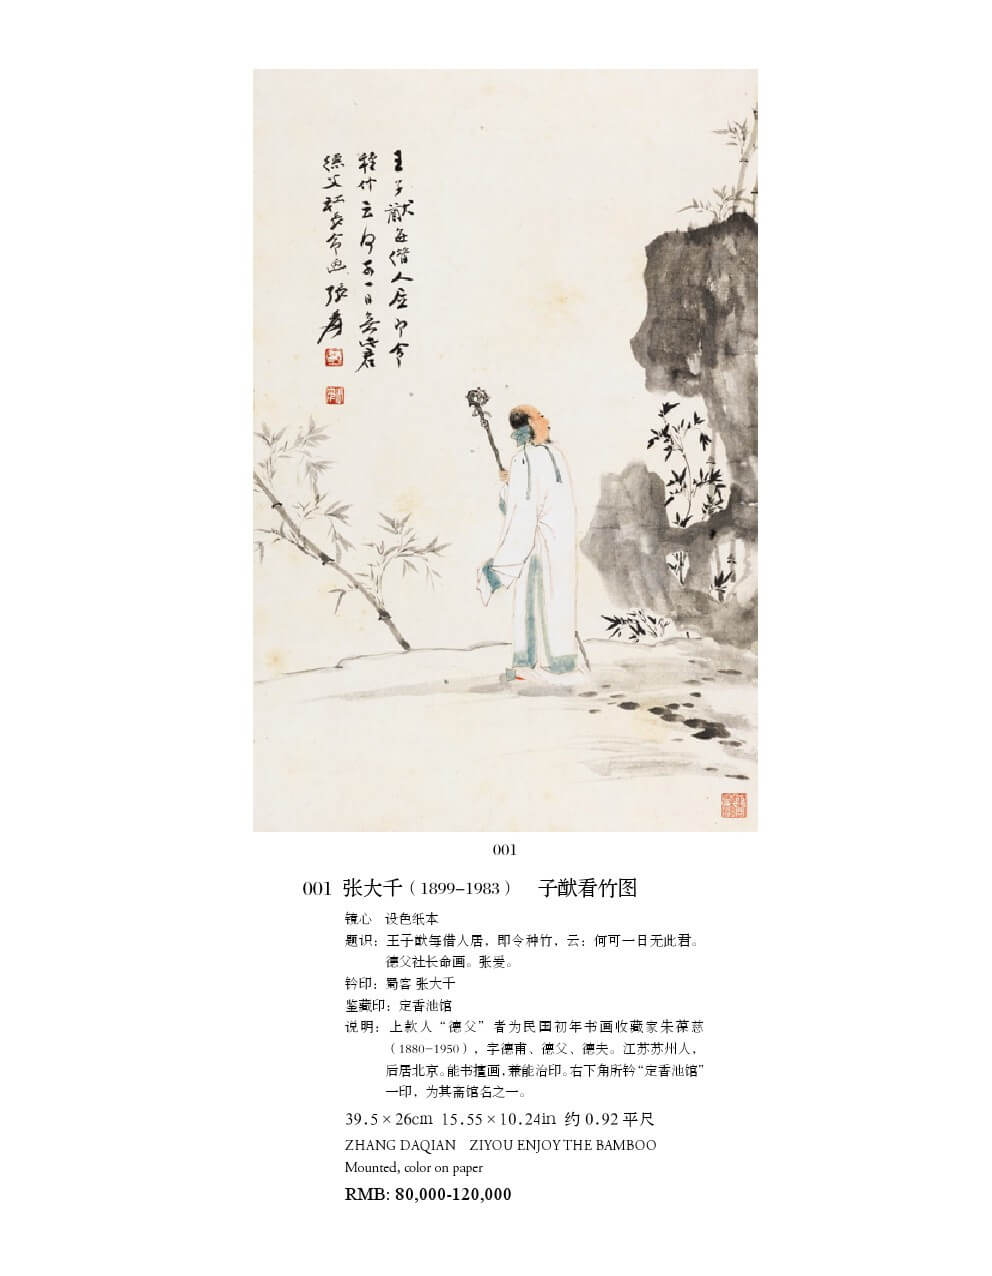 王子猷每借人居即令
種竹云何可一日無此君
德父社長命画張爰
001
001 张大千（1899-1983） 子猷看竹图
镜心 设色纸本
题识：王子猷每借人居，即令种竹，云：何可一日无此君。
德父社长命画。张爰。
钤印：蜀客 张大千
鉴藏印：定香池馆
说明：上款人“德父”者为民国初年书画收藏家朱葆慈
（1880-1950），字德甫、德父、德夫。江苏苏州人，
后居北京。能书擅画，兼能治印。右下角所钤“定香池馆”
一印，为其斋馆名之一。
39.5×26cm 15.55×10.24in 约 0.92 平尺
ZHANG DAQIAN ZIYOU ENJOY THE BAMBOO
Mounted, color on paper
RMB: 80,000-120,000